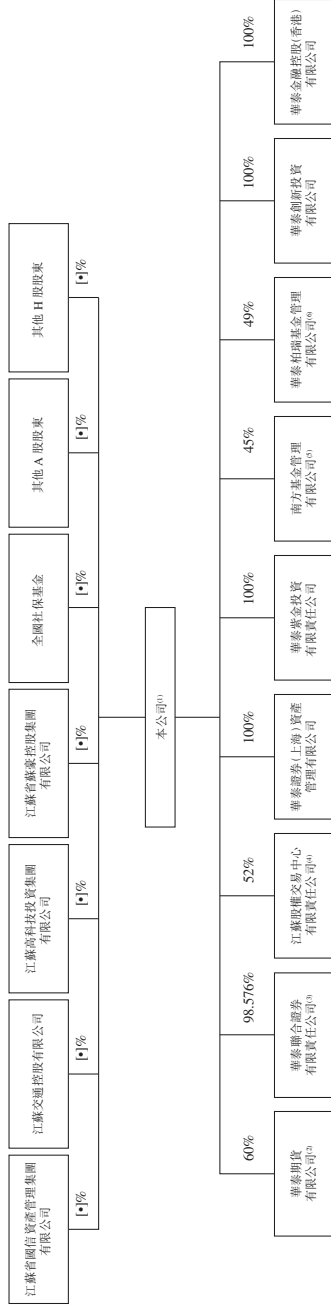 江蘇省國信資產管理集團
有限公司
江蘇交通控股有限公司
江蘇高科技投資集團
有限公司
江蘇省蘇豪控股集團
有限公司
全國社保基金
其他 A 股股東
其他 H 股股東
[•]%
[•]%
[•]%
[•]%
[•]%
[•]%
[•]%
本公司(1)
60%
98.576%
52%
100%
100%
45%
49%
100%
100%
華泰期貨
有限公司(2)
華泰聯合證券
有限責任公司(3)
江蘇股權交易中心
有限責任公司(4)
華泰證券(上海)資產
管理有限公司
華泰紫金投資
有限責任公司
南方基金管理
有限公司(5)
華泰柏瑞基金管理
有限公司(6)
華泰創新投資
有限公司
華泰金融控股(香港)
有限公司